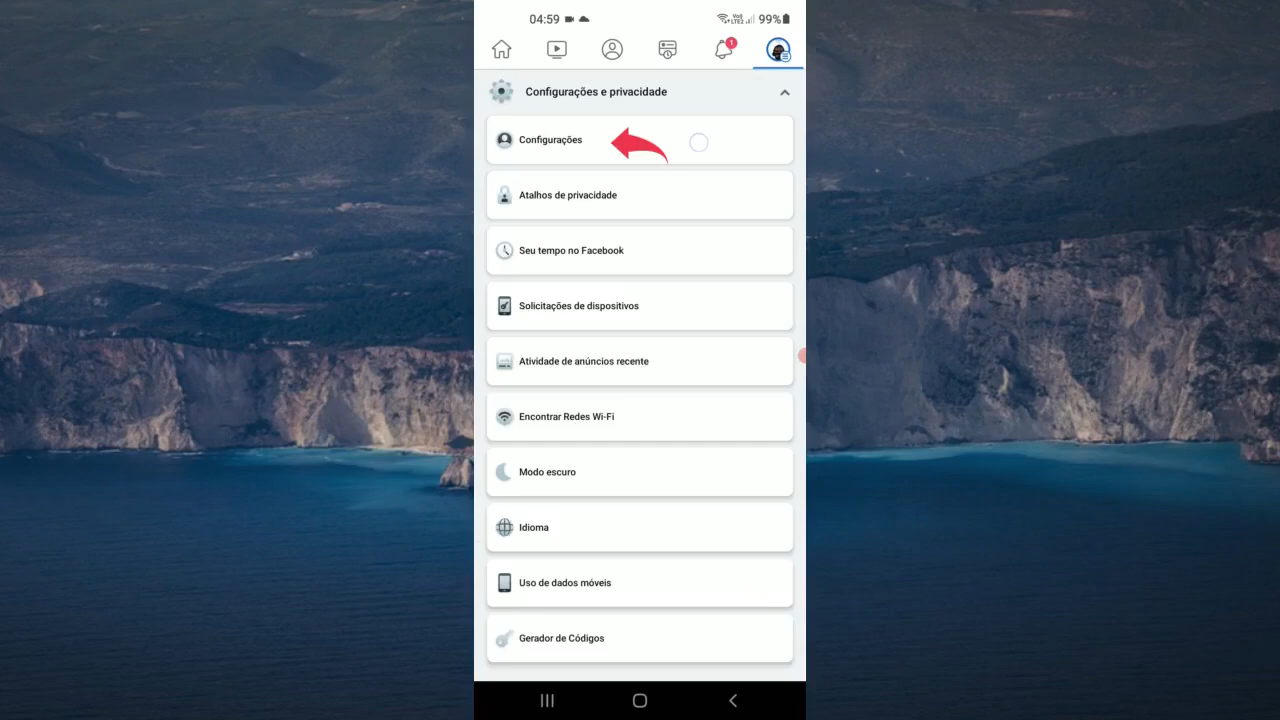 04:59 99%
1
Configurações e privacidade
Configurações
Atalhos de privacidade
Seu tempo no Facebook
Solicitações de dispositivos
Atividade de anúncios recente
Encontrar Redes Wi-Fi
Modo escuro
Idioma
Uso de dados móveis
Gerador de Códigos